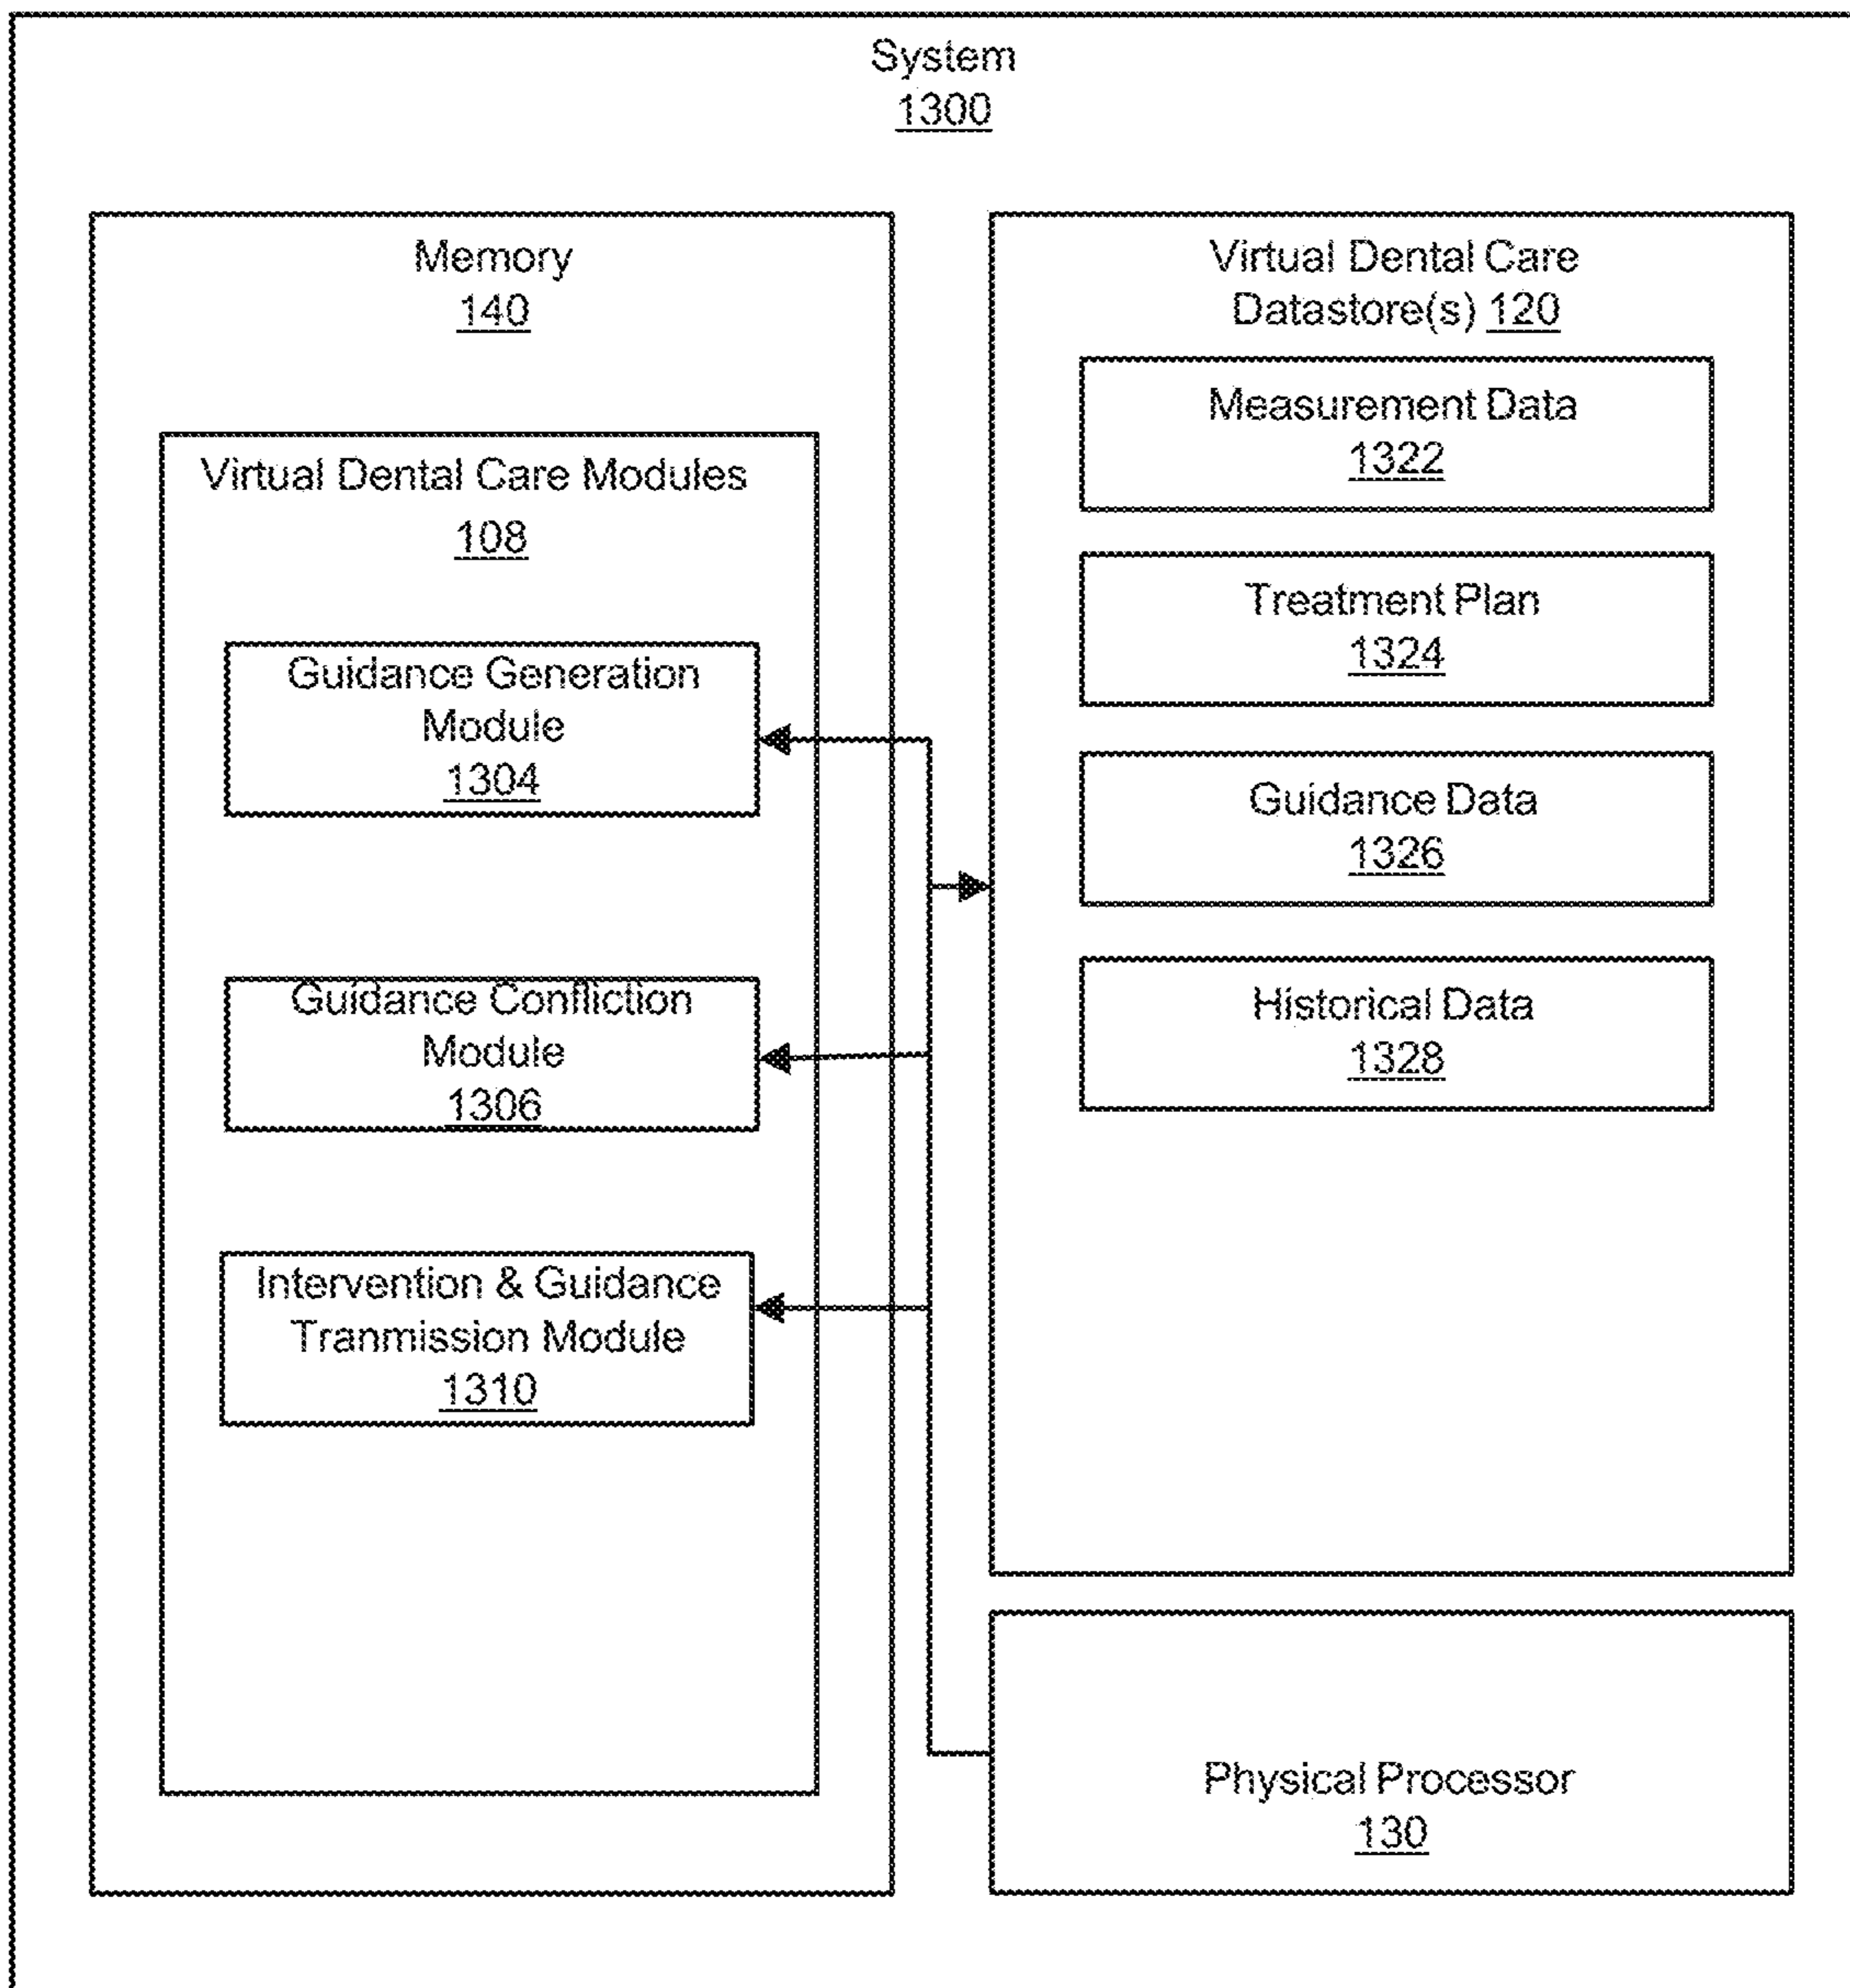 System
1300
Memory
140
Virtual Dental Care Modules
108
Guidance Generation
Module
1304
Guidance Confliction
Module
1306
Intervention & Guidance
Tranmission Module
1310
Virtual Dental Care
Datastore(s) 120
Measurement Data
1322
Treatment Plan
1324
Guidance Data
1326
Historical Data
1328
Physical Processor
130